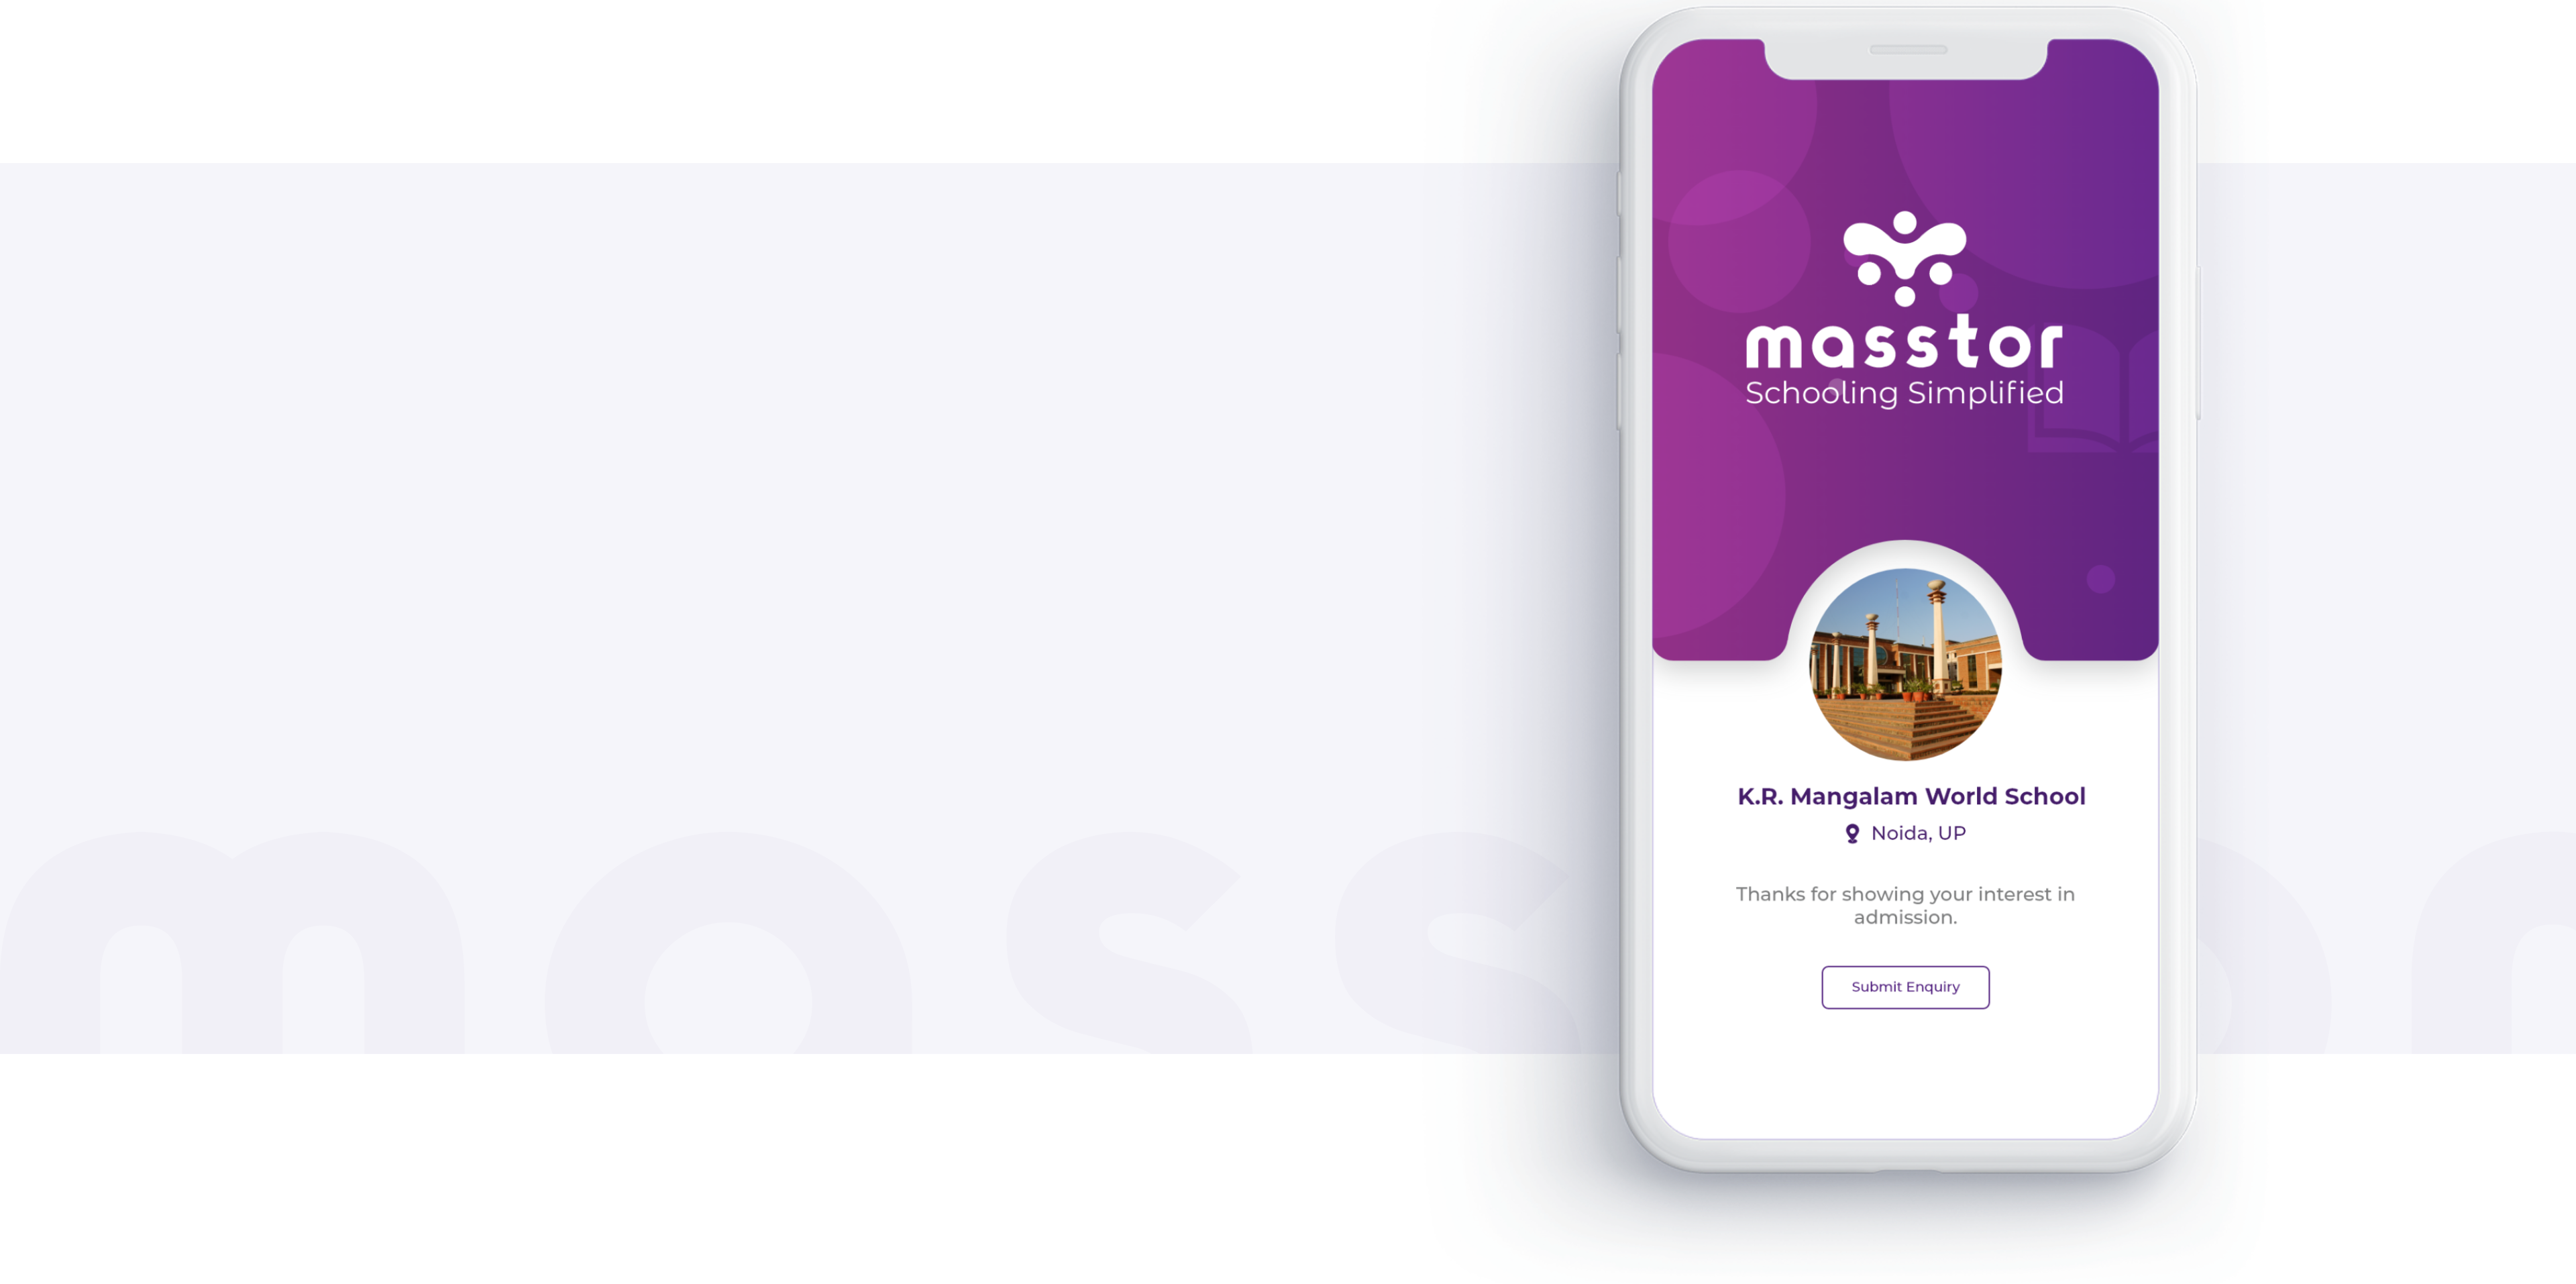 masstor
Schooling Simplified
K.R. Mangalam World School
Noida, UP
Thanks for showing your interest in
admission.
Submit Enquiry